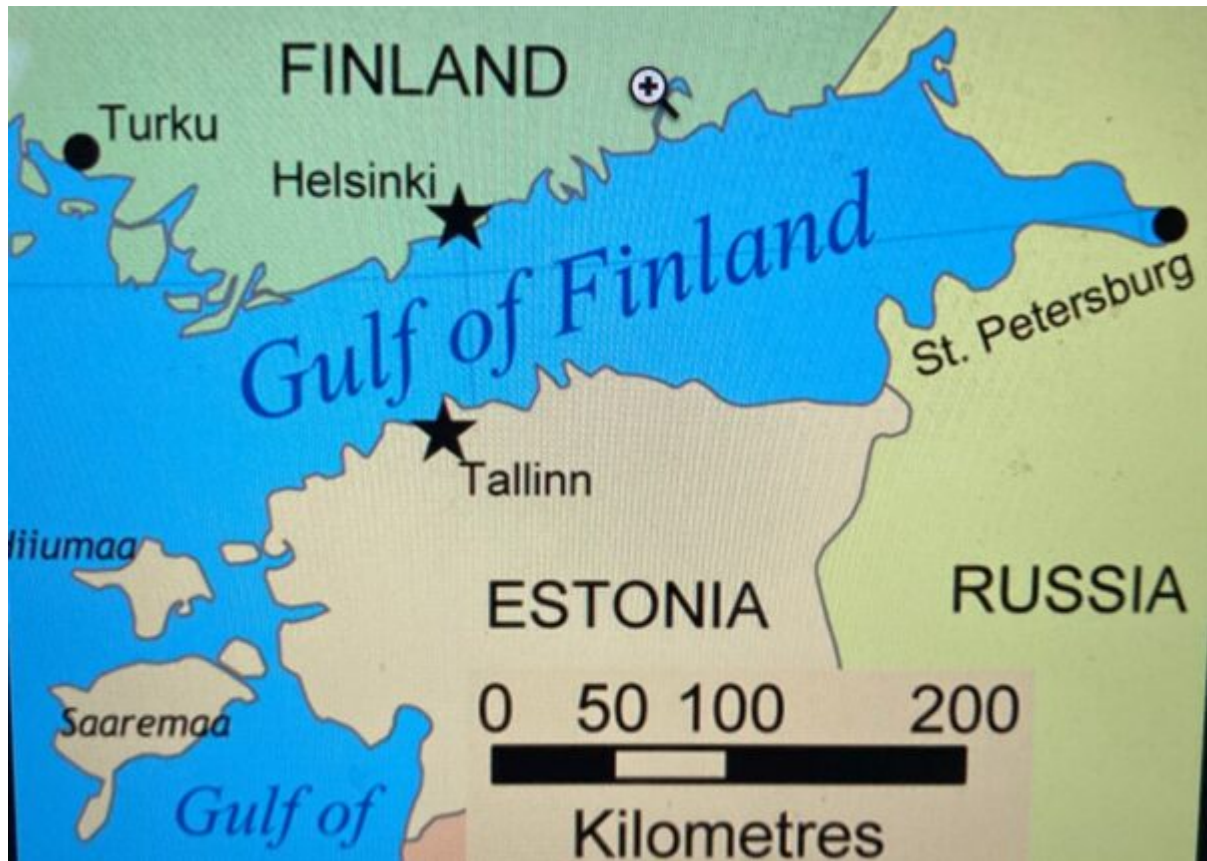 FINLAND
Turku
Helsinki
Gulf of Finland
St. Petersburg
Tallinn
iiumaa
ESTONIA
RUSSIA
Saaremaa
0 50 100 200
Gulf of
Kilometres